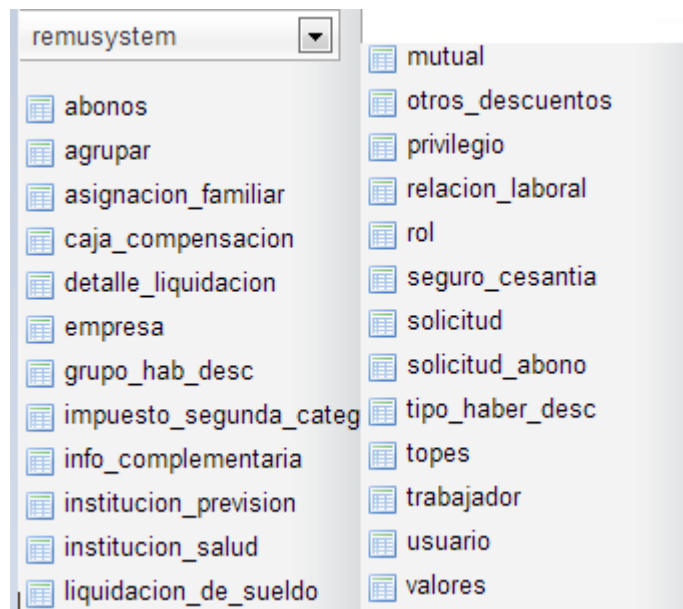 remusystem
abonos
agrupar
asignacion_familiar
caja_compensacion
detalle_liquidacion
empresa
grupo_hab_desc
impuesto_segunda_categ
info_complementaria
institucion_prevision
institucion_salud
liquidacion_de_sueldo
mutual
otros_descuentos
privilegio
relacion_laboral
rol
seguro_cesantia
solicitud
solicitud_abono
tipo_haber_desc
topes
trabajador
usuario
valores